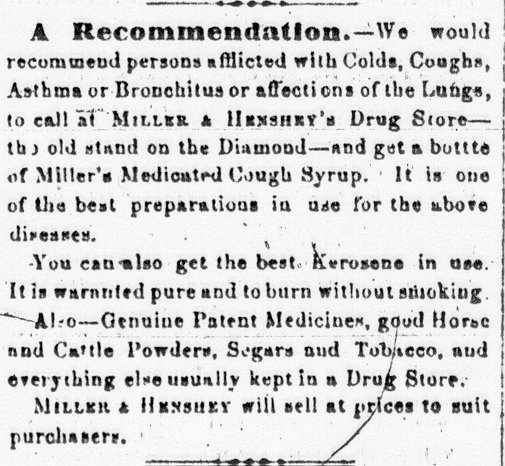 A Recommendation.—We would
recommend persons afflicted with Colds, Coughs,
Asthma or Bronchitus or affections of the Lungs,
to call at MILLER & HENSHEY's Drug Store—
the old stand on the Diamond—and get a bottte
of Miller's Medicated Cough Syrup. It is one
of the best preparations in use for the above
diseases.
You can also get the best Kerosene in use.
It is warranted pure and to burn without smoking.
Also—Genuine Patent Medicines, good Horse
and Cattle Powders, Segars and Tobacco, and
everything else usually kept in a Drug Store.
MILLER & HENSHEY will sell at prices to suit
purchasers.